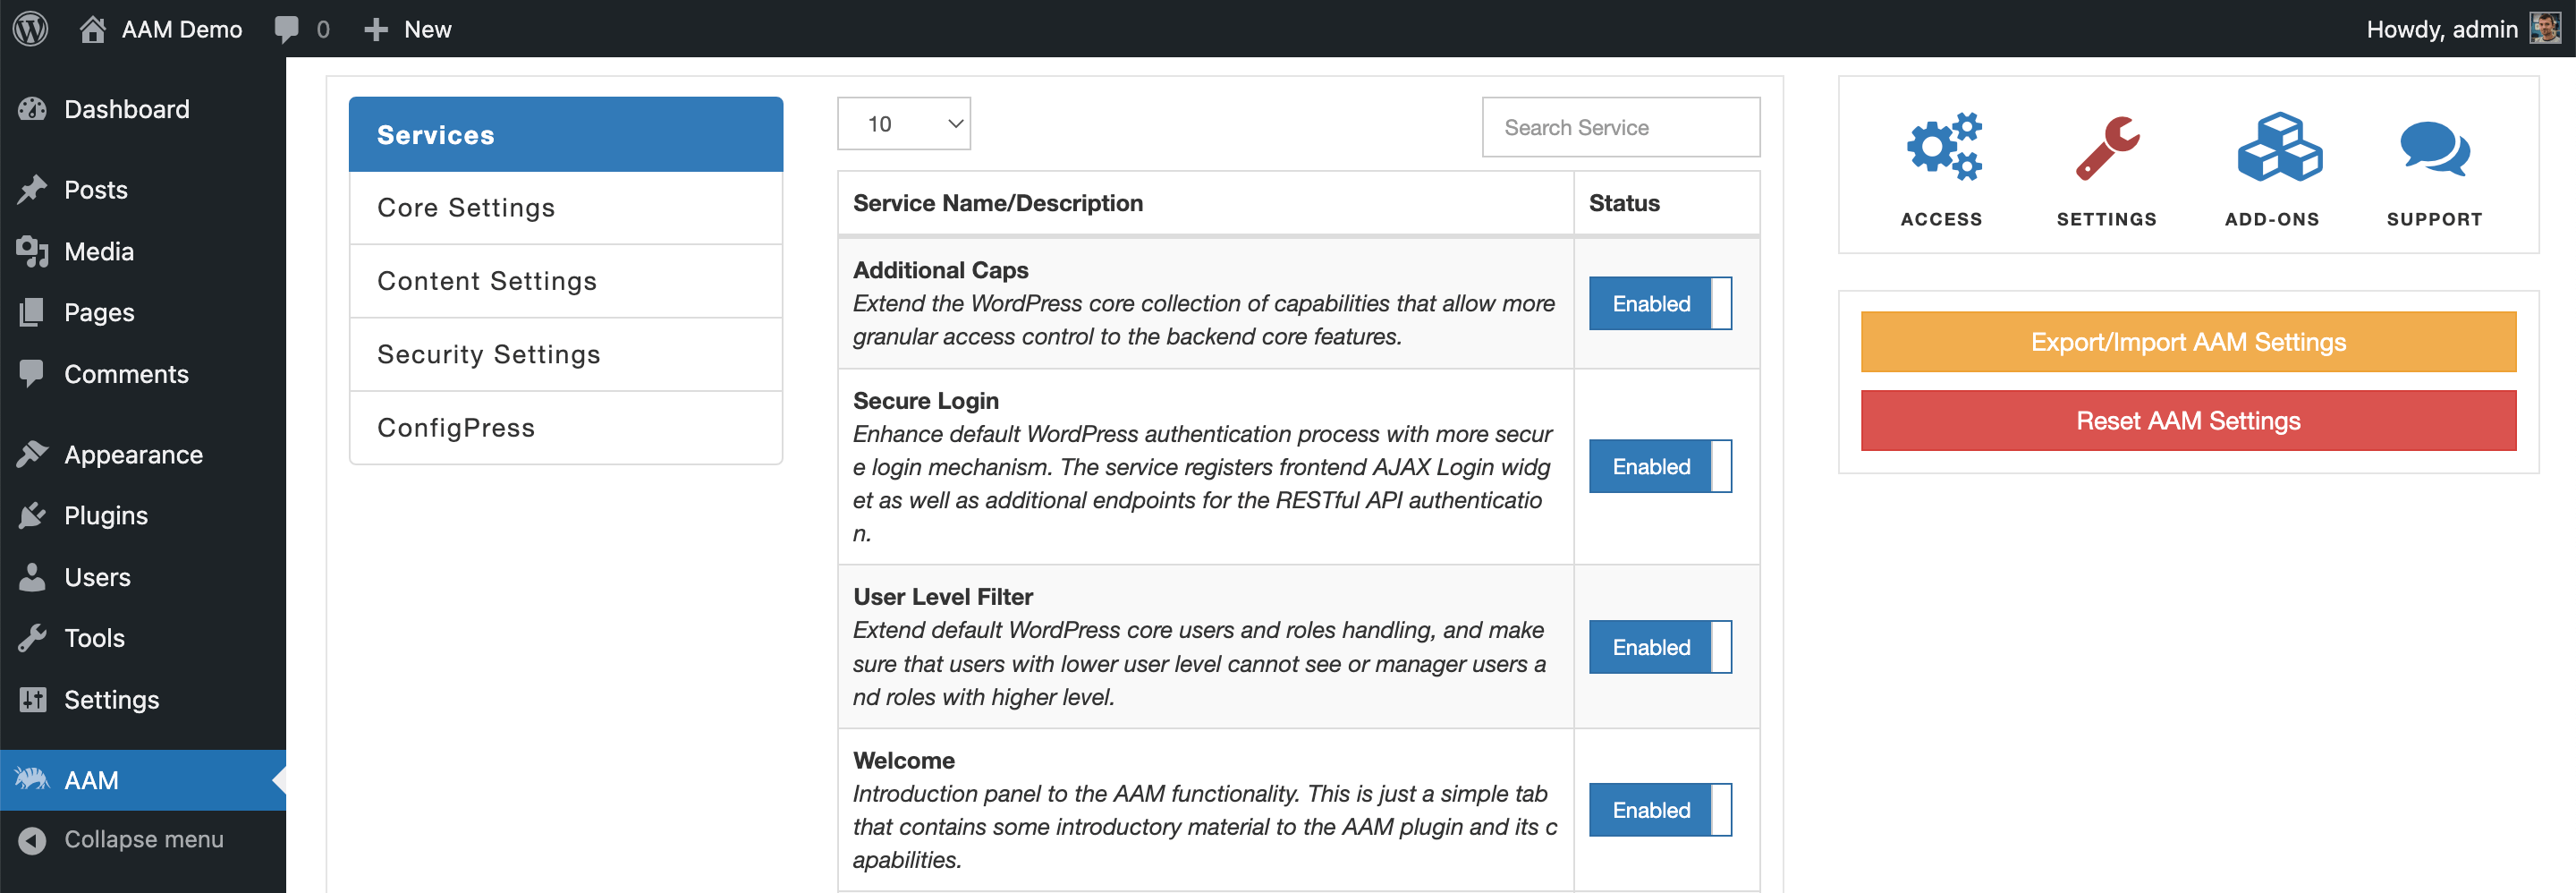 AAM Demo 0 New Howdy, admin
Dashboard
Posts
Media
Pages
Comments
Appearance
Plugins
Users
Tools
Settings
AAM
Collapse menu
Services
Core Settings
Content Settings
Security Settings
ConfigPress
10
Search Service
Service Name/Description Status
Additional Caps
Extend the WordPress core collection of capabilities that allow more
granular access control to the backend core features.
Enabled
Secure Login
Enhance default WordPress authentication process with more secur
e login mechanism. The service registers frontend AJAX Login widg
et as well as additional endpoints for the RESTful API authenticatio
n.
Enabled
User Level Filter
Extend default WordPress core users and roles handling, and make
sure that users with lower user level cannot see or manager users a
nd roles with higher level.
Enabled
Welcome
Introduction panel to the AAM functionality. This is just a simple tab
that contains some introductory material to the AAM plugin and its c
apabilities.
Enabled
ACCESS SETTINGS ADD-ONS SUPPORT
Export/Import AAM Settings
Reset AAM Settings